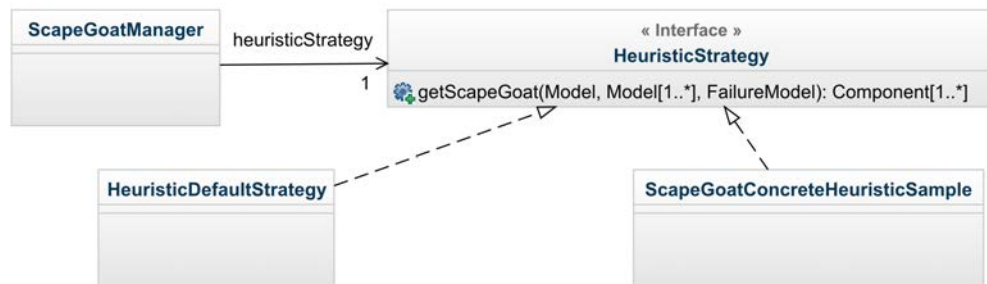 ScapeGoatManager
heuristicStrategy
1
« Interface »
HeuristicStrategy
getScapeGoat(Model, Model[1..*], FailureModel): Component[1..*]
HeuristicDefaultStrategy
ScapeGoatConcreteHeuristicSample